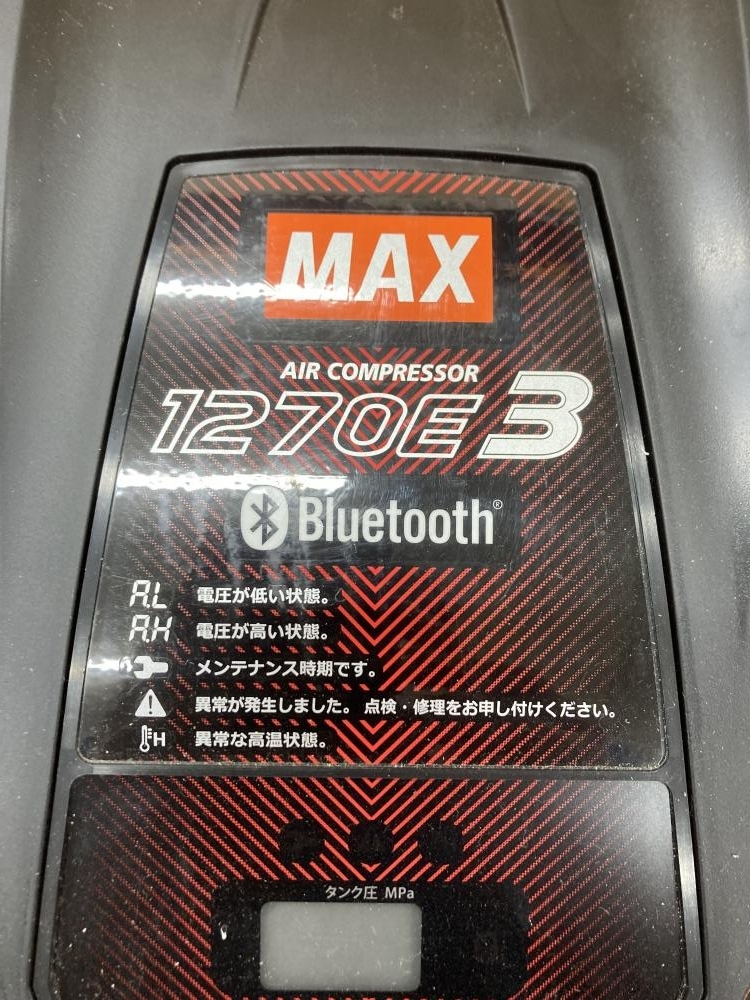 MAX
AIR COMPRESSOR
1270E3
Bluetooth®
A.L 電圧が低い状態。
A.H 電圧が高い状態。
メンテナンス時期です。
異常が発生しました。 点検・修理をお申し付けください。
H 異常な高温状態。
タンク圧 MPa